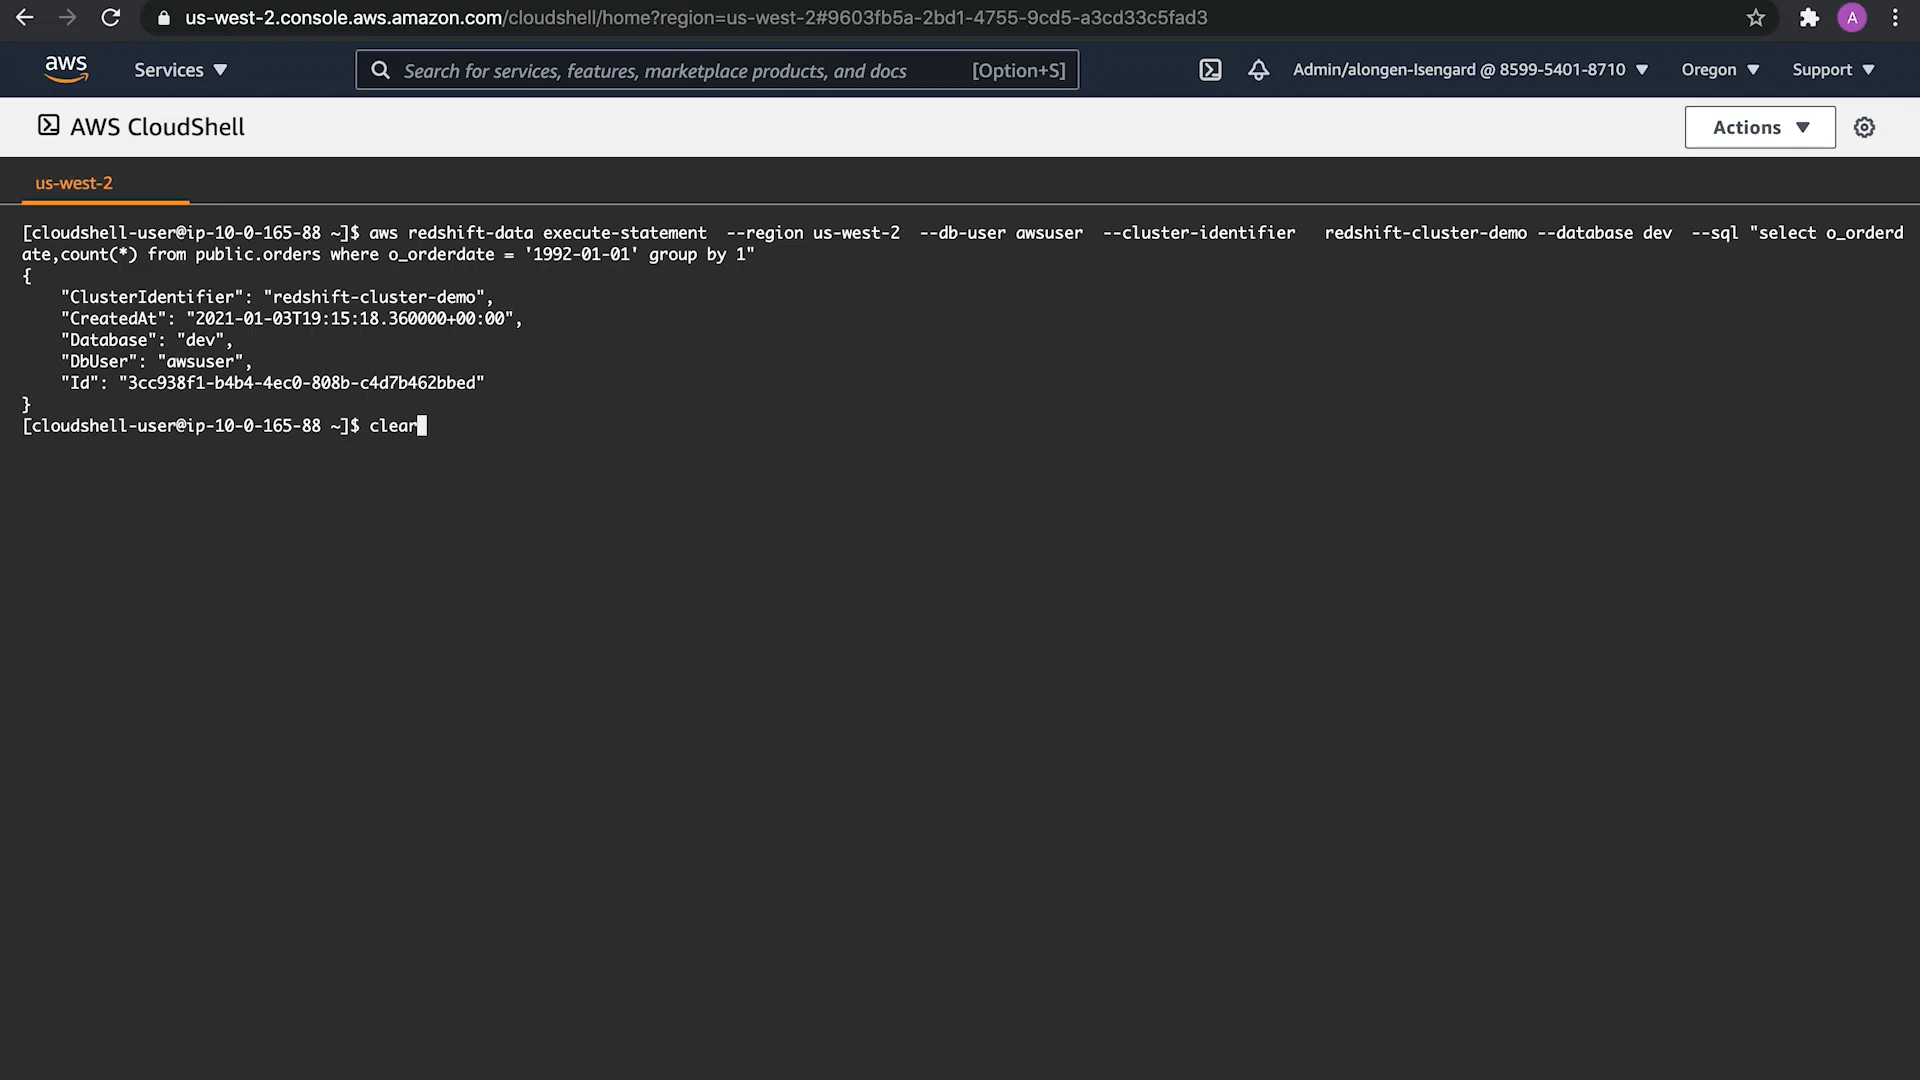 us-west-2.console.aws.amazon.com/cloudshell/home?region=us-west-2#9603fb5a-2bd1-4755-9cd5-a3cd33c5fad3
A
aws
Services
Search for services, features, marketplace products, and docs [Option+S]
Admin/alongen-Isengard @ 8599-5401-8710
Oregon
Support
AWS CloudShell
Actions
us-west-2
[cloudshell-user@ip-10-0-165-88 ~]$ aws redshift-data execute-statement  --region us-west-2  --db-user awsuser  --cluster-identifier   redshift-cluster-demo --database dev  --sql "select o_orderd
ate,count(*) from public.orders where o_orderdate = '1992-01-01' group by 1"
{
    "ClusterIdentifier": "redshift-cluster-demo",
    "CreatedAt": "2021-01-03T19:15:18.360000+00:00",
    "Database": "dev",
    "DbUser": "awsuser",
    "Id": "3cc938f1-b4b4-4ec0-808b-c4d7b462bbed"
}
[cloudshell-user@ip-10-0-165-88 ~]$ clear